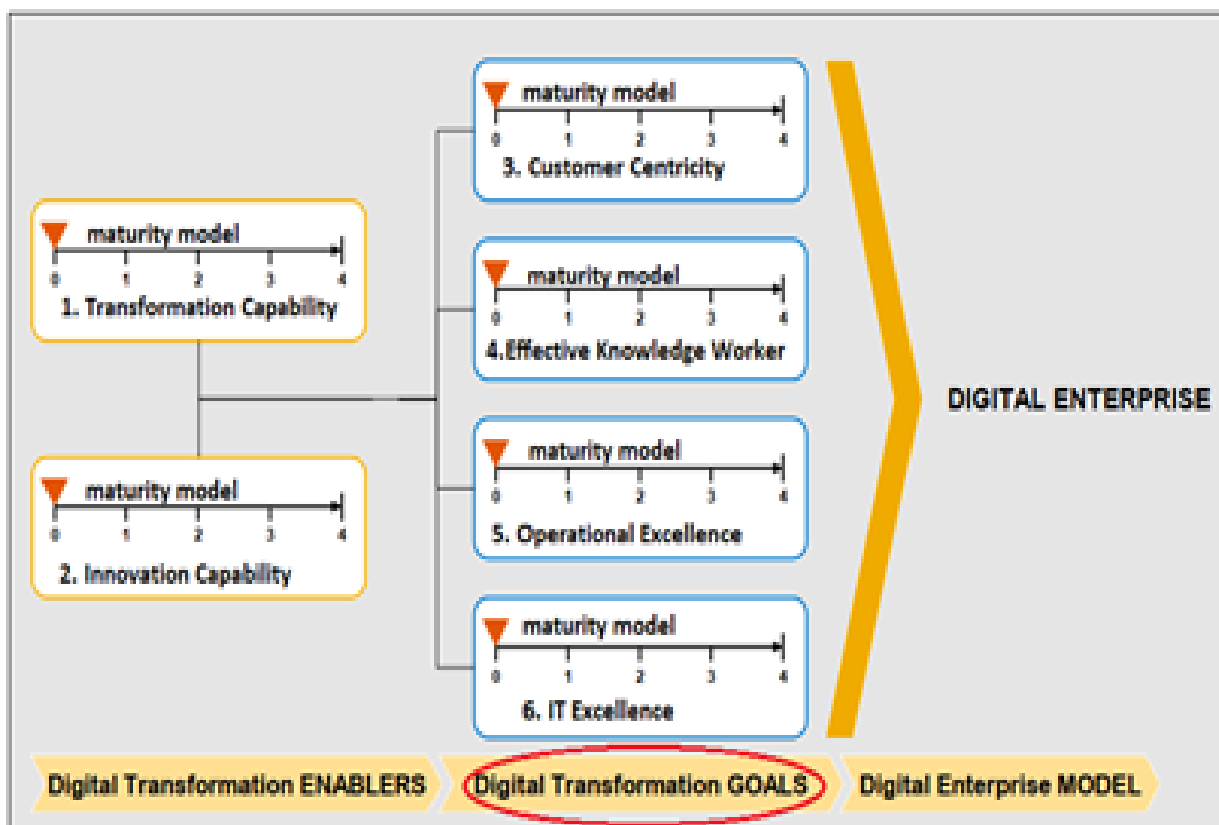 maturity model
0 1 2 3 4
3. Customer Centricity
maturity model
0 1 2 3 4
1. Transformation Capability
maturity model
0 1 2 3 4
4.Effective Knowledge Worker
DIGITAL ENTERPRISE
maturity model
0 1 2 3 4
2. Innovation Capability
maturity model
0 1 2 3 4
5. Operational Excellence
maturity model
0 1 2 3 4
6. IT Excellence
Digital Transformation ENABLERS
Digital Transformation GOALS
Digital Enterprise MODEL